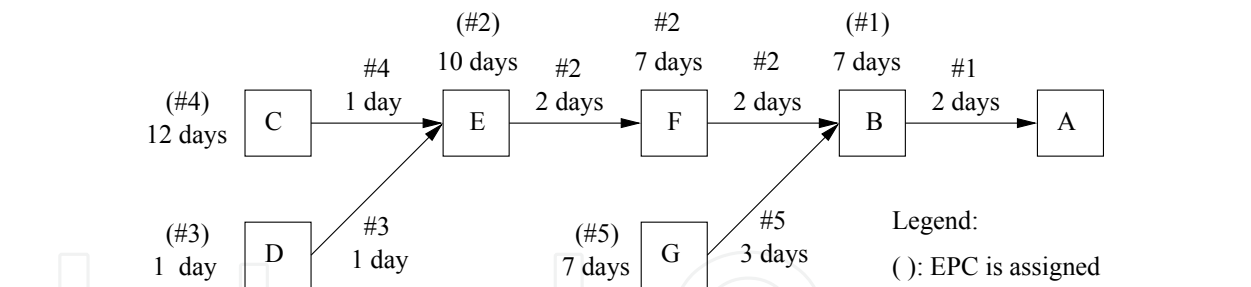 (#2)
#2
(#1)
10 days
7 days
7 days
#4
1 day
#2
2 days
#2
2 days
#1
2 days
(#4)
12 days
C
E
F
B
A
(#3)
1 day
D
#3
1 day
(#5)
7 days
G
#5
3 days
Legend:
( ): EPC is assigned